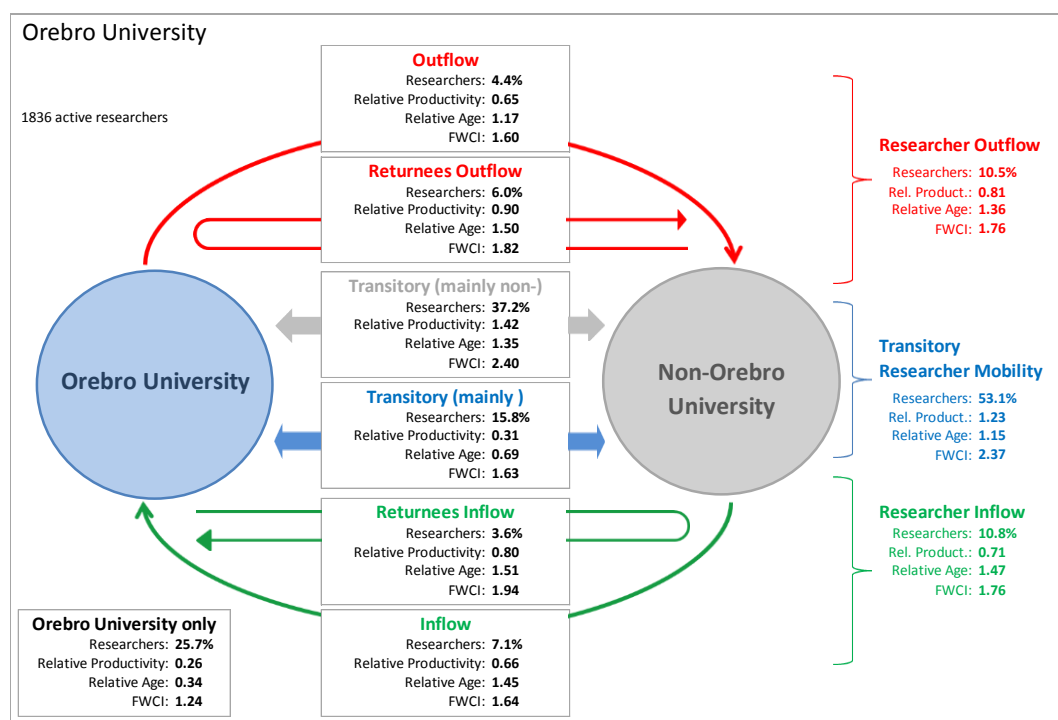 Orebro University
1836 active researchers
Outflow
Researchers: 4.4%
Relative Productivity: 0.65
Relative Age: 1.17
FWCI: 1.60
Returnees Outflow
Researchers: 6.0%
Relative Productivity: 0.90
Relative Age: 1.50
FWCI: 1.82
Transitory (mainly non-)
Researchers: 37.2%
Relative Productivity: 1.42
Relative Age: 1.35
FWCI: 2.40
Transitory (mainly )
Researchers: 15.8%
Relative Productivity: 0.31
Relative Age: 0.69
FWCI: 1.63
Returnees Inflow
Researchers: 3.6%
Relative Productivity: 0.80
Relative Age: 1.51
FWCI: 1.94
Inflow
Researchers: 7.1%
Relative Productivity: 0.66
Relative Age: 1.45
FWCI: 1.64
Orebro University
Non-Orebro
University
Researcher Outflow
Researchers: 10.5%
Rel. Product.: 0.81
Relative Age: 1.36
FWCI: 1.76
Transitory
Researcher Mobility
Researchers: 53.1%
Rel. Product.: 1.23
Relative Age: 1.15
FWCI: 2.37
Researcher Inflow
Researchers: 10.8%
Rel. Product.: 0.71
Relative Age: 1.47
FWCI: 1.76
Orebro University only
Researchers: 25.7%
Relative Productivity: 0.26
Relative Age: 0.34
FWCI: 1.24